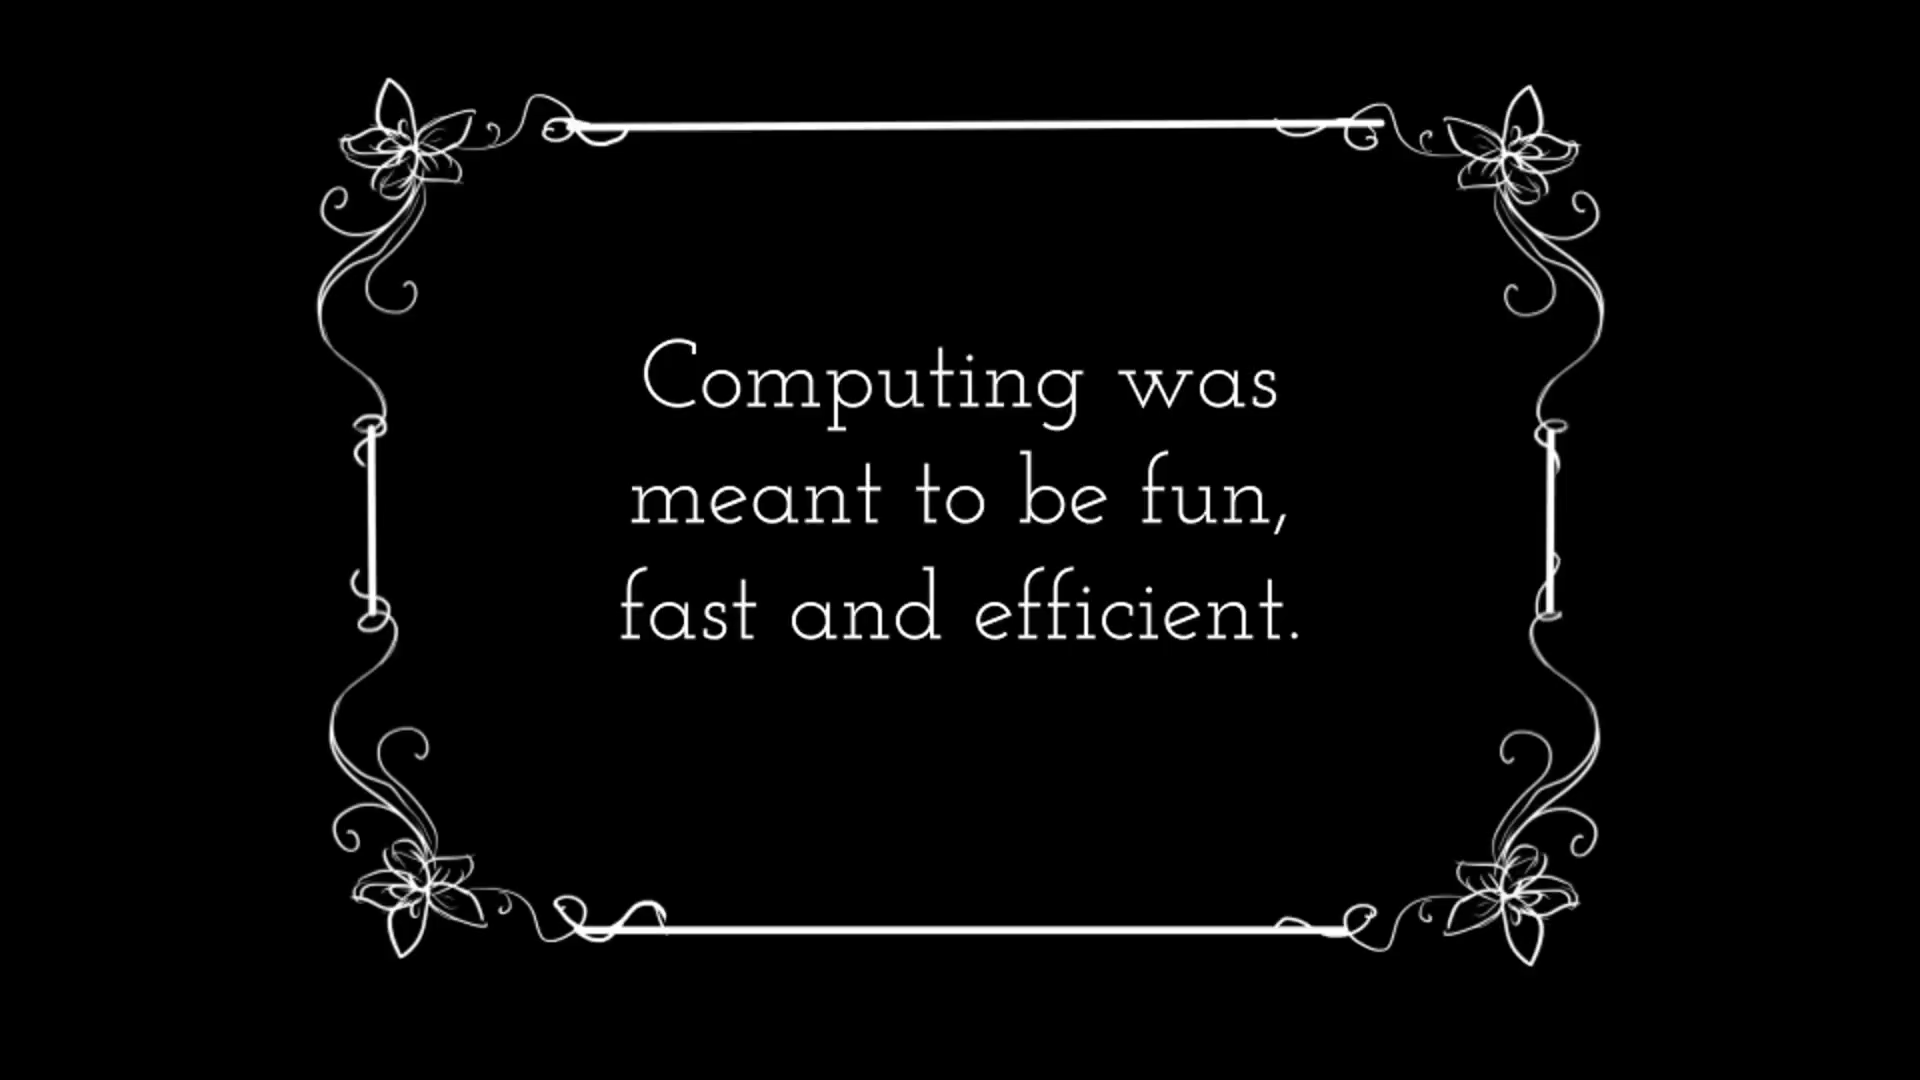 Computing was
meant to be fun,
fast and efficient.